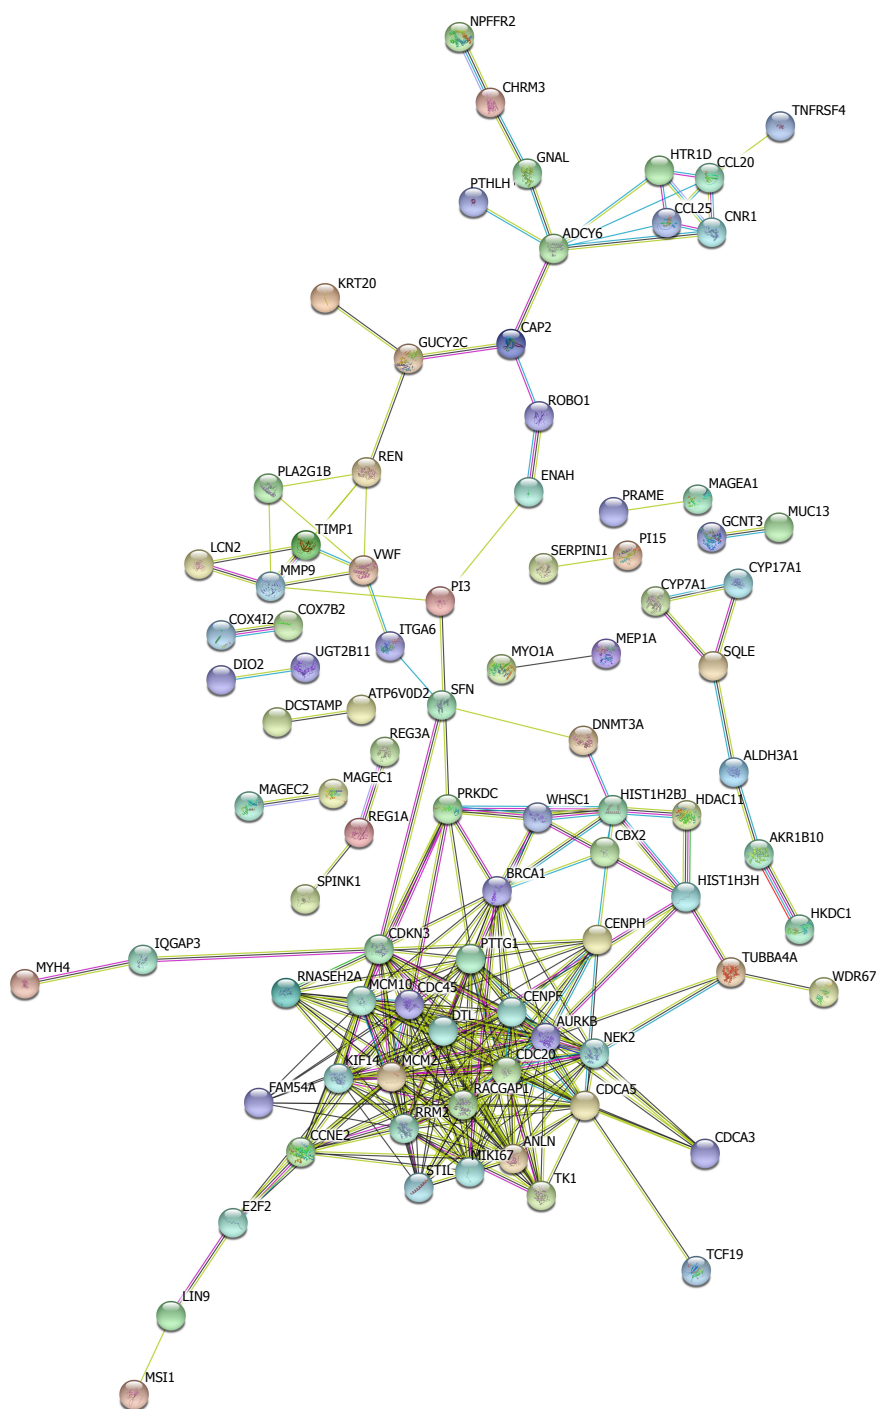 NPFFR2
CHRM3
TNFRSF4
GNAL
HTR1D
CCL20
PTHLH
CCL25
CNR1
ADCY6
KRT20
CAP2
GUCY2C
ROBO1
REN
PLA2G1B
ENAH
MAGEA1
PRAME
GCNT3
MUC13
TIMP1
LCN2
VWF
PI15
SERPINI1
MMP9
CYP17A1
PI3
CYP7A1
COX7B2
COX4I2
ITGA6
MEP1A
UGT2B11
MYO1A
SQLE
DIO2
SFN
ATP6V0D2
DCSTAMP
DNMT3A
REG3A
ALDH3A1
MAGEC1
MAGEC2
PRKDC
WHSC1
HIST1H2BJ
HDAC11
REG1A
CBX2
AKR1B10
BRCA1
HIST1H3H
SPINK1
HKDC1
CDKN3
CENPH
IQGAP3
PTTG1
MYH4
TUBBA4A
WDR67
RNASEH2A
MCM10
CDC45
CENPF
DTL
AURKB
NEK2
KIF14
MCM2
CDC20
FAM54A
RACGAP1
CDCA5
RRM2
CCNE2
ANLN
CDCA3
STIL
MIKI67
TK1
E2F2
TCF19
LIN9
MSI1